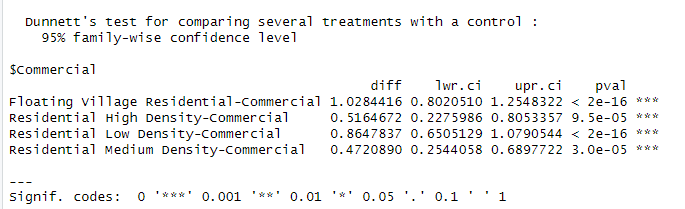 Dunnett's test for comparing several treatments with a control :
95% family-wise confidence level
$Commercial
diff lwr.ci upr.ci pval
Floating Village Residential-Commercial 1.0284416 0.8020510 1.2548322 < 2e-16 ***
Residential High Density-Commercial 0.5164672 0.2275986 0.8053357 9.5e-05 ***
Residential Low Density-Commercial 0.8647837 0.6505129 1.0790544 < 2e-16 ***
Residential Medium Density-Commercial 0.4720890 0.2544058 0.6897722 3.0e-05 ***
---
Signif. codes: 0 '***' 0.001 '**' 0.01 '*' 0.05 '.' 0.1 ' ' 1